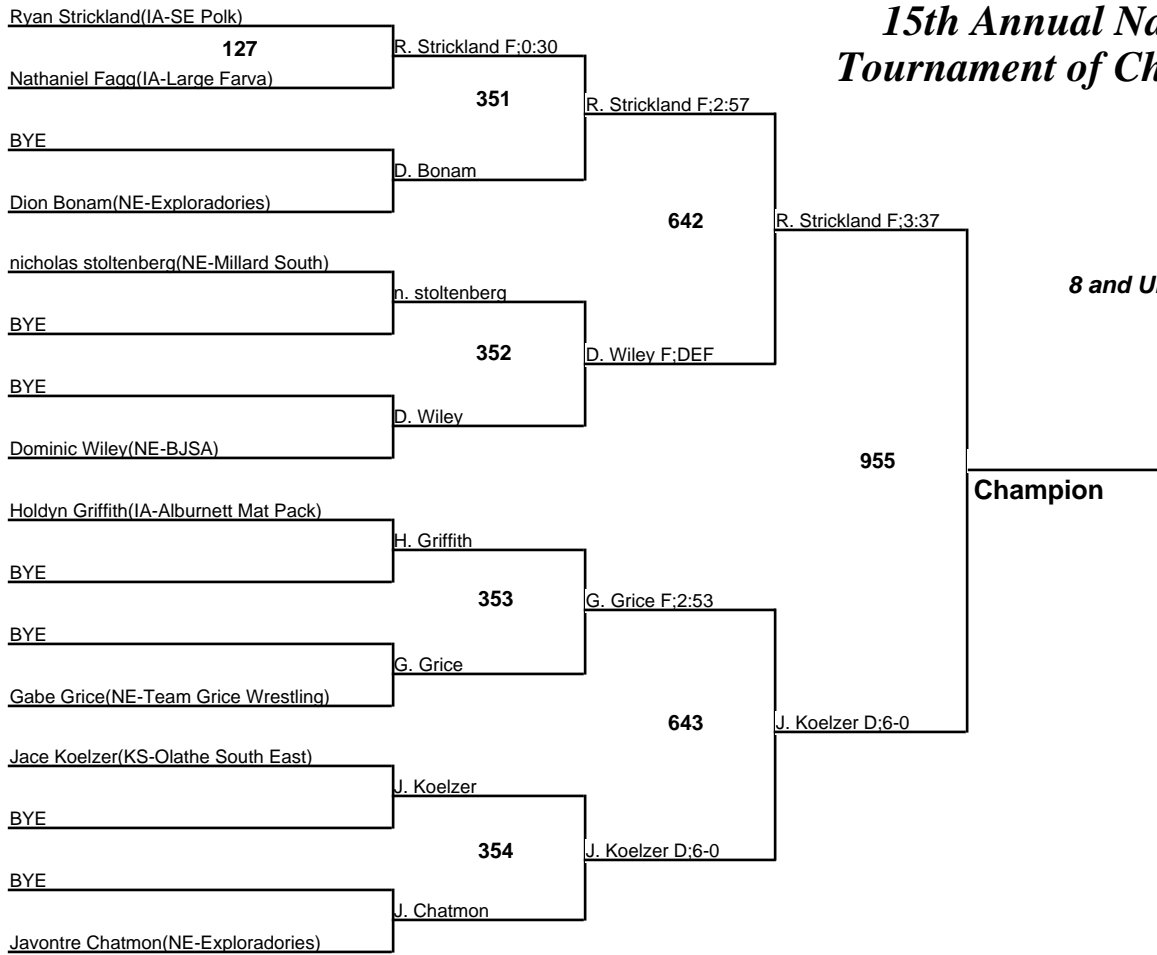 15th Annual Na
Tournament of Ch
8 and U
Ryan Strickland(IA-SE Polk)
127
Nathaniel Fagg(IA-Large Farva)
BYE
Dion Bonam(NE-Exploradories)
nicholas stoltenberg(NE-Millard South)
BYE
BYE
Dominic Wiley(NE-BJSA)
Holdyn Griffith(IA-Alburnett Mat Pack)
BYE
BYE
Gabe Grice(NE-Team Grice Wrestling)
Jace Koelzer(KS-Olathe South East)
BYE
BYE
Javontre Chatmon(NE-Exploradories)
R. Strickland F;0:30
351
D. Bonam
n. stoltenberg
352
D. Wiley
H. Griffith
353
G. Grice
J. Koelzer
354
J. Chatmon
R. Strickland F;2:57
642
D. Wiley F;DEF
G. Grice F;2:53
643
J. Koelzer D;6-0
R. Strickland F;3:37
955
J. Koelzer D;6-0
Champion